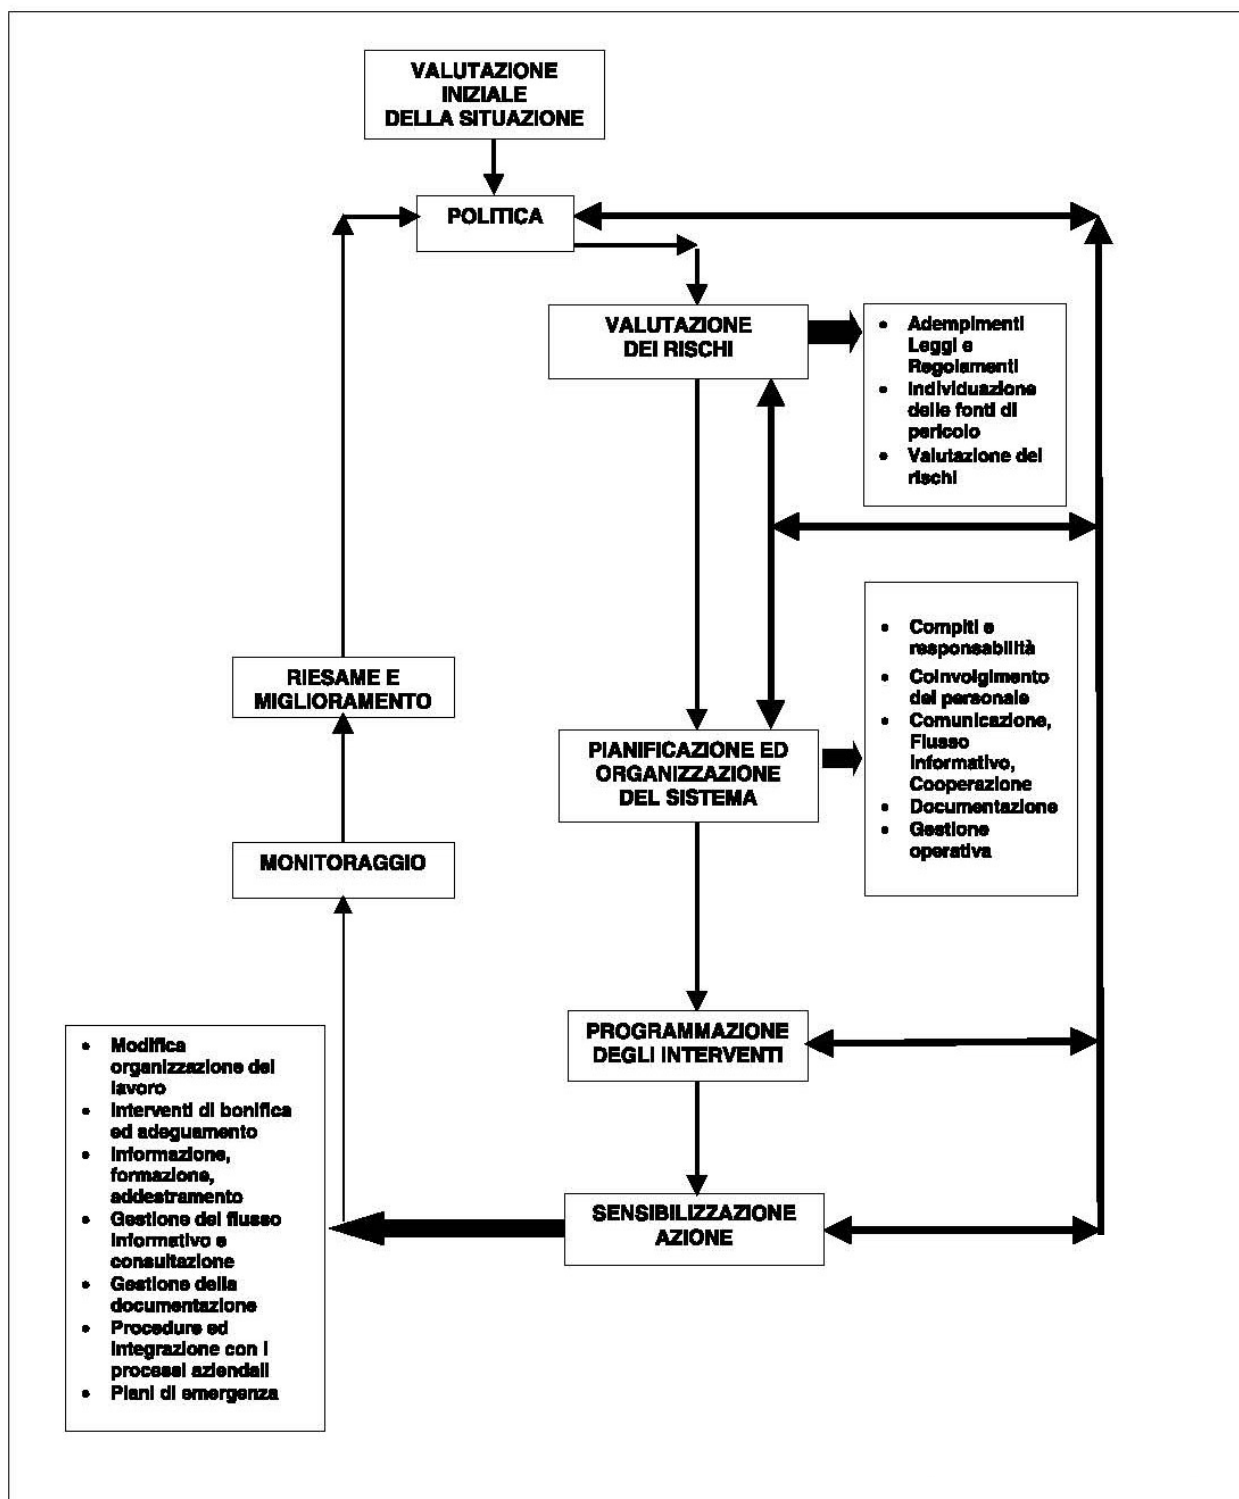 VALUTAZIONE
INIZIALE
DELLA SITUAZIONE
POLITICA
VALUTAZIONE
DEI RISCHI
• Adempimenti
Leggi e
Regolamenti
• Individuazione
delle fonti di
pericolo
• Valutazione dei
rischi
• Compiti e
responsabilità
• Coinvolgimento
del personale
• Comunicazione,
Flusso
Informativo,
Cooperazione
• Documentazione
• Gestione
operativa
RIESAME E
MIGLIORAMENTO
PIANIFICAZIONE ED
ORGANIZZAZIONE
DEL SISTEMA
MONITORAGGIO
PROGRAMMAZIONE
DEGLI INTERVENTI
• Modifica
organizzazione del
lavoro
• Interventi di bonifica
ed adeguamento
• Informazione,
formazione,
addestramento
• Gestione del flusso
informativo e
consultazione
• Gestione della
documentazione
• Procedure ed
integrazione con i
processi aziendali
• Piani di emergenza
SENSIBILIZZAZIONE
AZIONE